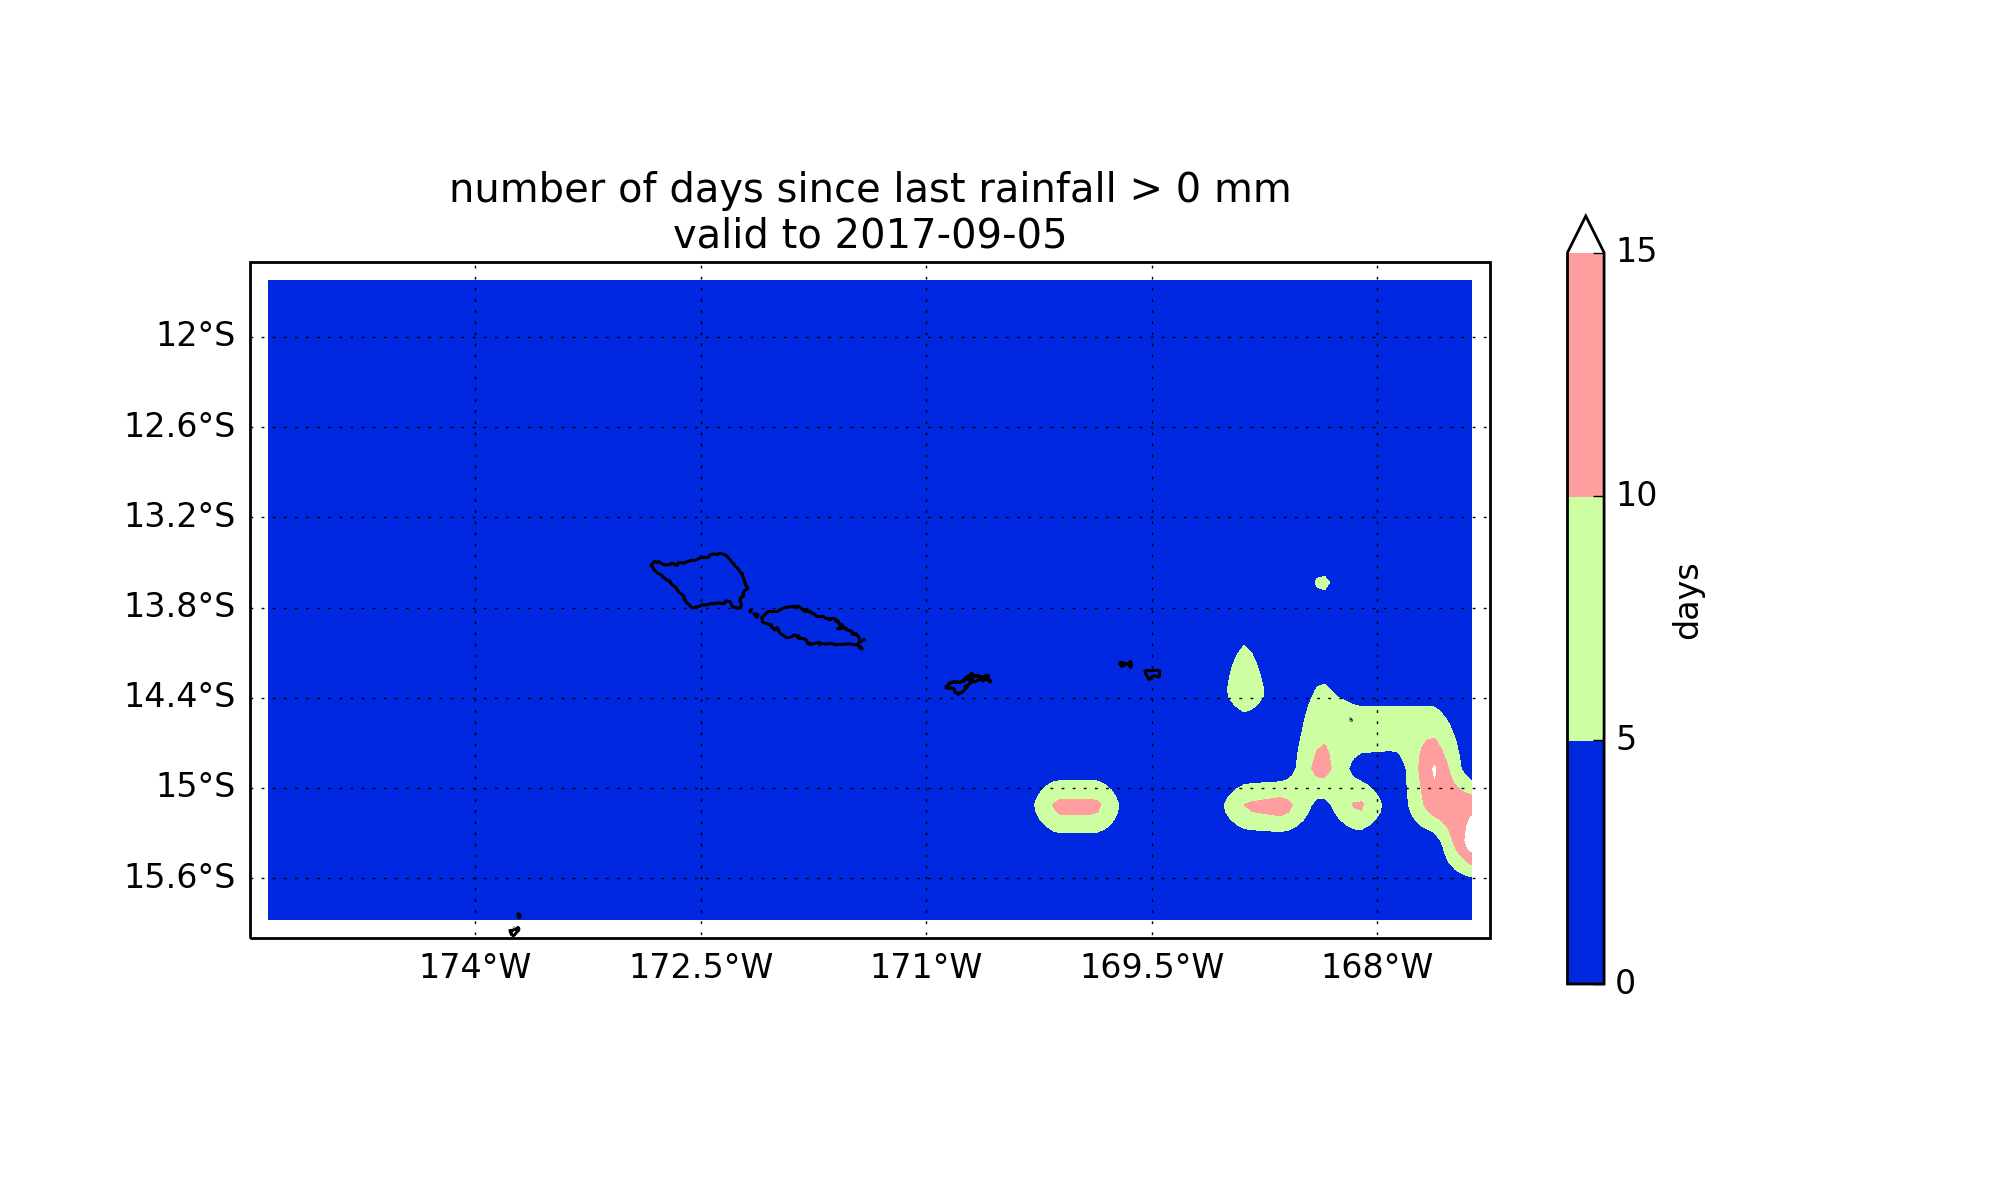 number of days since last rainfall > 0 mm
valid to 2017-09-05
12°S
12.6°S
13.2°S
13.8°S
14.4°S
15°S
15.6°S
174°W
172.5°W
171°W
169.5°W
168°W
15
10
5
0
days